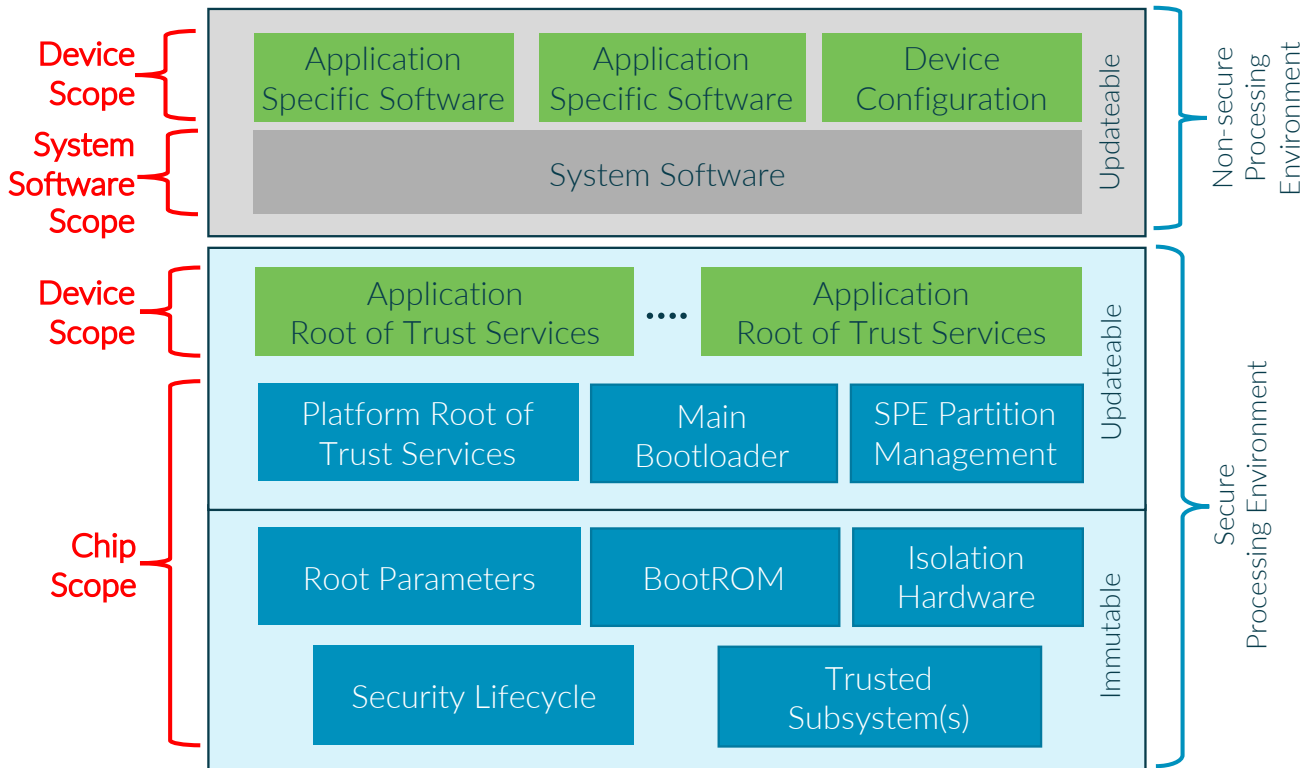 Device
Scope
Application
Specific Software
Application
Specific Software
Device
Configuration
Updateable
Non-secure
Processing
Environment
System
Software
Scope
System Software
Device
Scope
Application
Root of Trust Services
....
Application
Root of Trust Services
Updateable
Secure
Processing Environment
Chip
Scope
Platform Root of
Trust Services
Main
Bootloader
SPE Partition
Management
Root Parameters
BootROM
Isolation
Hardware
Immutable
Security Lifecycle
Trusted
Subsystem(s)